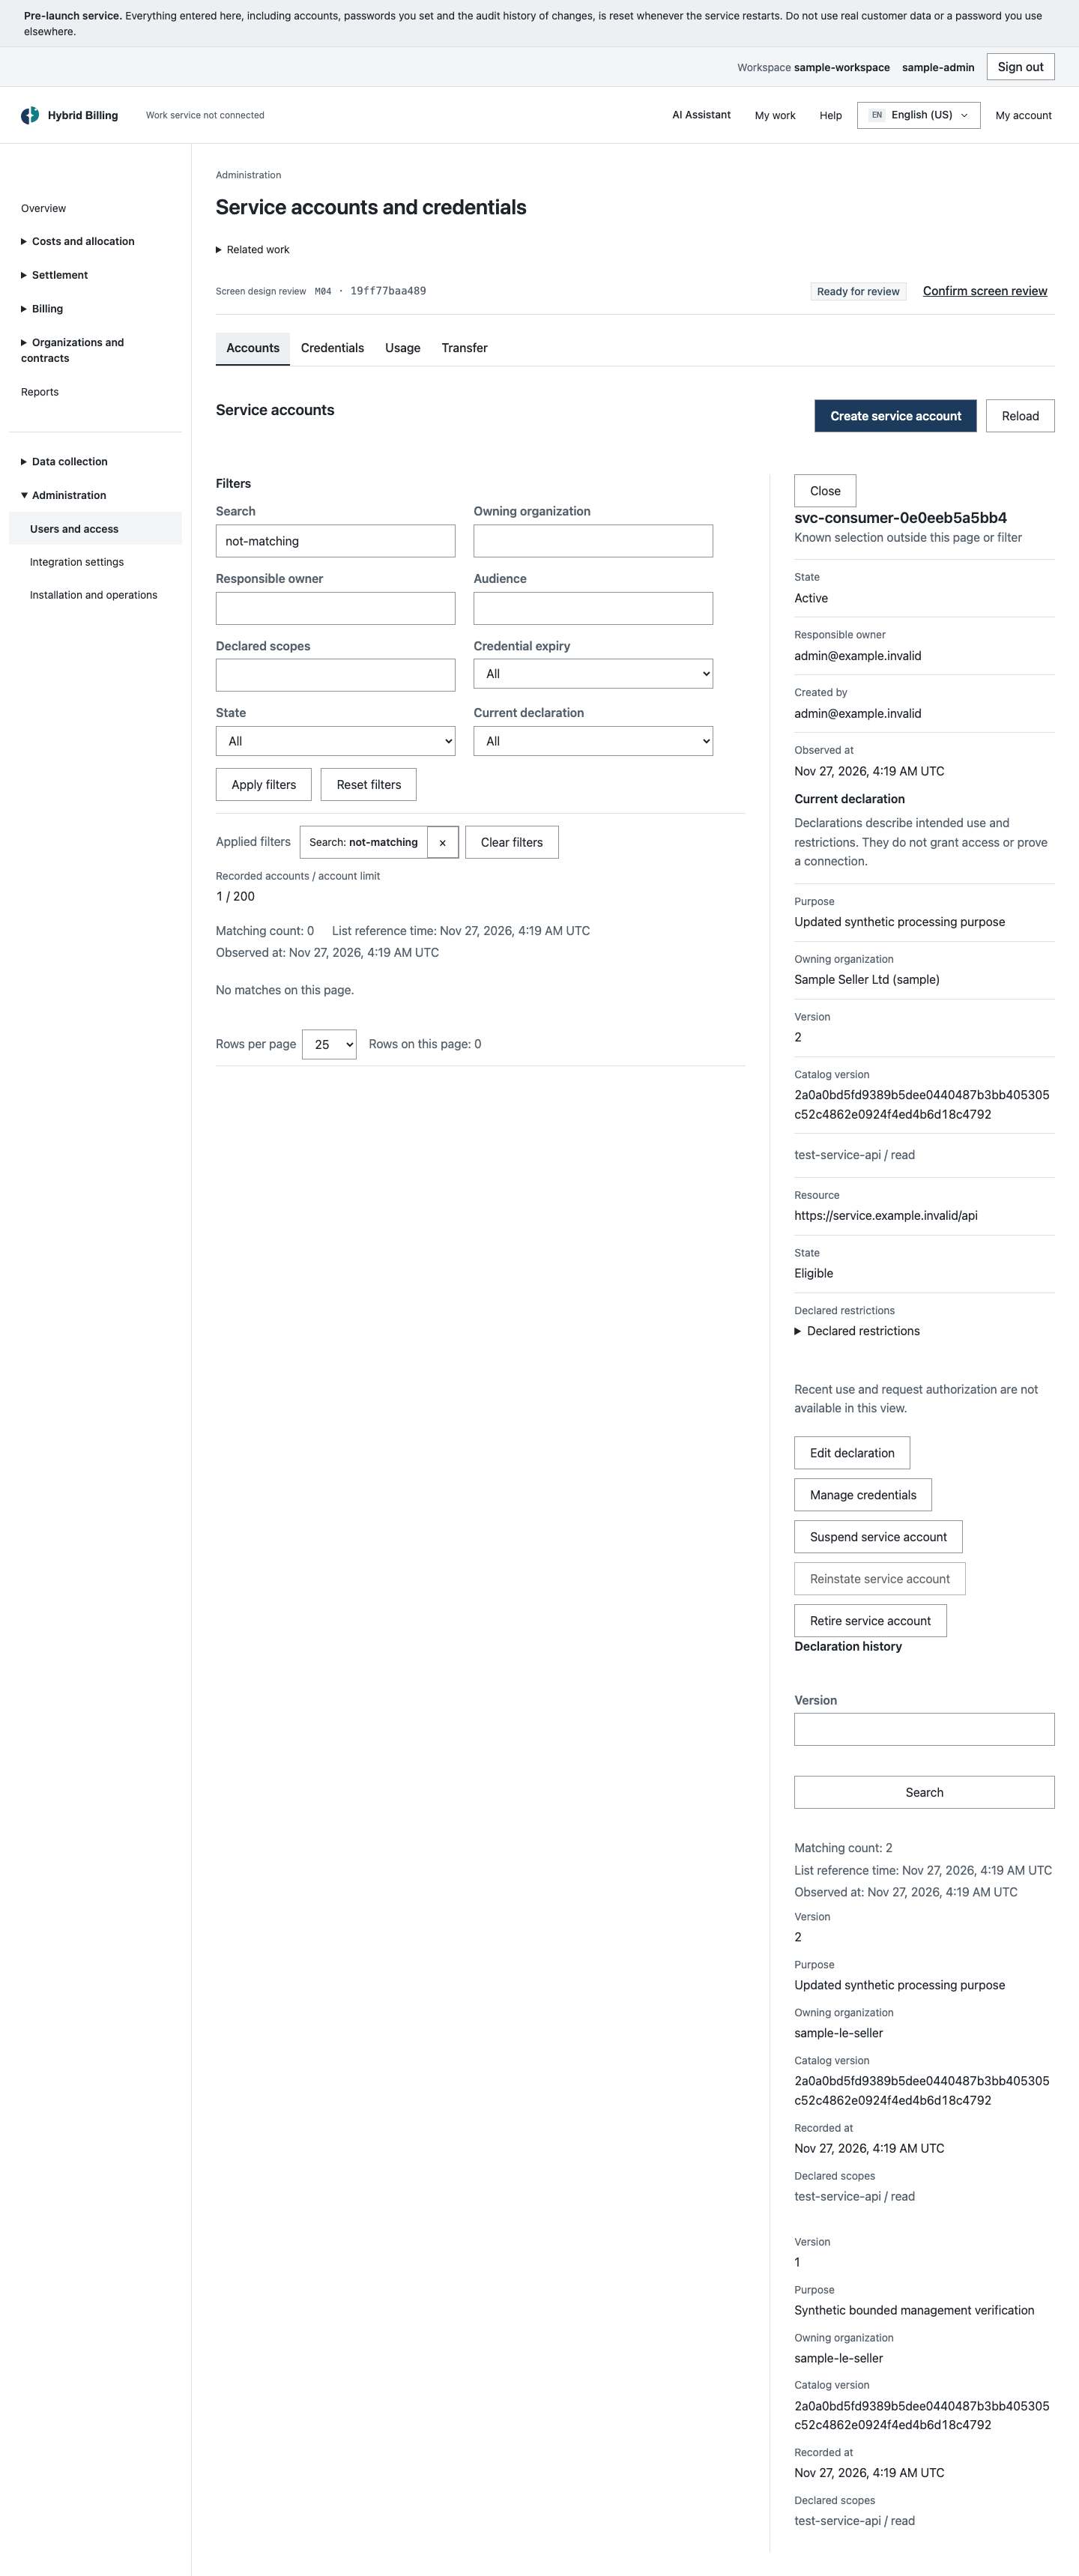 Pre-launch service. Everything entered here, including accounts, passwords you set and the audit history of changes, is reset whenever the service restarts. Do not use real customer data or a password you use
elsewhere.
Workspace sample-workspace sample-admin Sign out
Hybrid Billing Work service not connected AI Assistant My work Help EN English (US) My account
Overview
Costs and allocation
Settlement
Billing
Organizations and
contracts
Reports
Data collection
Administration
Users and access
Integration settings
Installation and operations
Administration
Service accounts and credentials
Related work
Screen design review M04 · 19ff77baa489 Ready for review Confirm screen review
Accounts Credentials Usage Transfer
Service accounts Create service account Reload
Filters
Search Owning organization
not-matching
Responsible owner Audience
Declared scopes Credential expiry
All
State Current declaration
All All
Apply filters Reset filters
Applied filters Search: not-matching × Clear filters
Recorded accounts / account limit
1 / 200
Matching count: 0 List reference time: Nov 27, 2026, 4:19 AM UTC
Observed at: Nov 27, 2026, 4:19 AM UTC
No matches on this page.
Rows per page 25 Rows on this page: 0
Close
svc-consumer-0e0eeb5a5bb4
Known selection outside this page or filter
State
Active
Responsible owner
admin@example.invalid
Created by
admin@example.invalid
Observed at
Nov 27, 2026, 4:19 AM UTC
Current declaration
Declarations describe intended use and
restrictions. They do not grant access or prove
a connection.
Purpose
Updated synthetic processing purpose
Owning organization
Sample Seller Ltd (sample)
Version
2
Catalog version
2a0a0bd5fd9389b5dee0440487b3bb405305
c52c4862e0924f4ed4b6d18c4792
test-service-api / read
Resource
https://service.example.invalid/api
State
Eligible
Declared restrictions
Declared restrictions
Recent use and request authorization are not
available in this view.
Edit declaration
Manage credentials
Suspend service account
Reinstate service account
Retire service account
Declaration history
Version
Search
Matching count: 2
List reference time: Nov 27, 2026, 4:19 AM UTC
Observed at: Nov 27, 2026, 4:19 AM UTC
Version
2
Purpose
Updated synthetic processing purpose
Owning organization
sample-le-seller
Catalog version
2a0a0bd5fd9389b5dee0440487b3bb405305
c52c4862e0924f4ed4b6d18c4792
Recorded at
Nov 27, 2026, 4:19 AM UTC
Declared scopes
test-service-api / read
Version
1
Purpose
Synthetic bounded management verification
Owning organization
sample-le-seller
Catalog version
2a0a0bd5fd9389b5dee0440487b3bb405305
c52c4862e0924f4ed4b6d18c4792
Recorded at
Nov 27, 2026, 4:19 AM UTC
Declared scopes
test-service-api / read